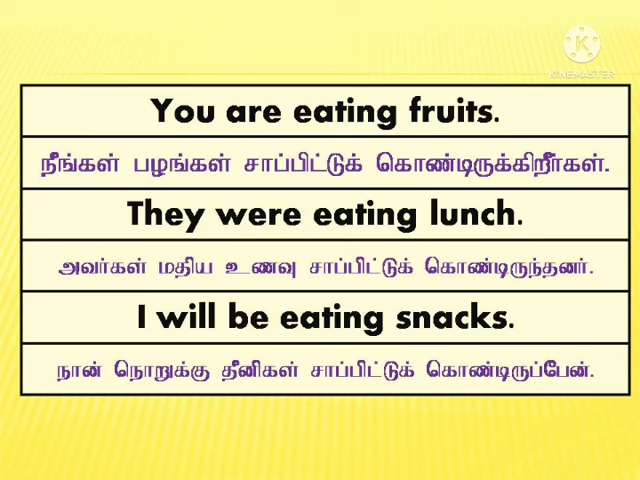 K
KINEMASTER
You are eating fruits.
நீங்கள் பழங்கள் சாப்பிட்டுக் கொண்டிருக்கிறீர்கள்.
They were eating lunch.
அவர்கள் மதிய உணவு சாப்பிட்டுக் கொண்டிருந்தனர்.
I will be eating snacks.
நான் நொறுக்கு தீனிகள் சாப்பிட்டுக் கொண்டிருப்பேன்.